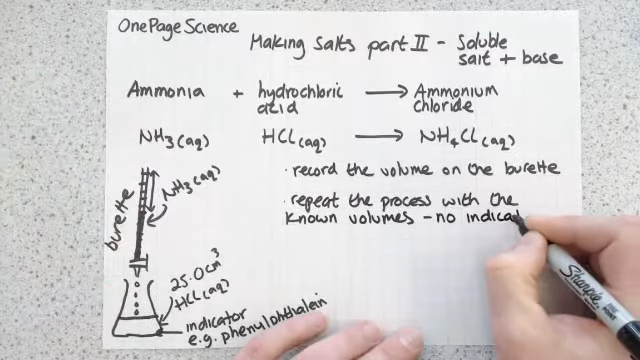 OnePageScience
Making Salts part II - Soluble
salt + base
Ammonia + hydrochloric acid → Ammonium Chloride
NH₃(aq) HCl(aq) → NH₄Cl(aq)
· record the volume on the burette
· repeat the process with the
known volumes - no indica
burette
NH₃(aq)
25.0cm³
HCl(aq)
indicator
e.g. phenylphthalein
Sharpie